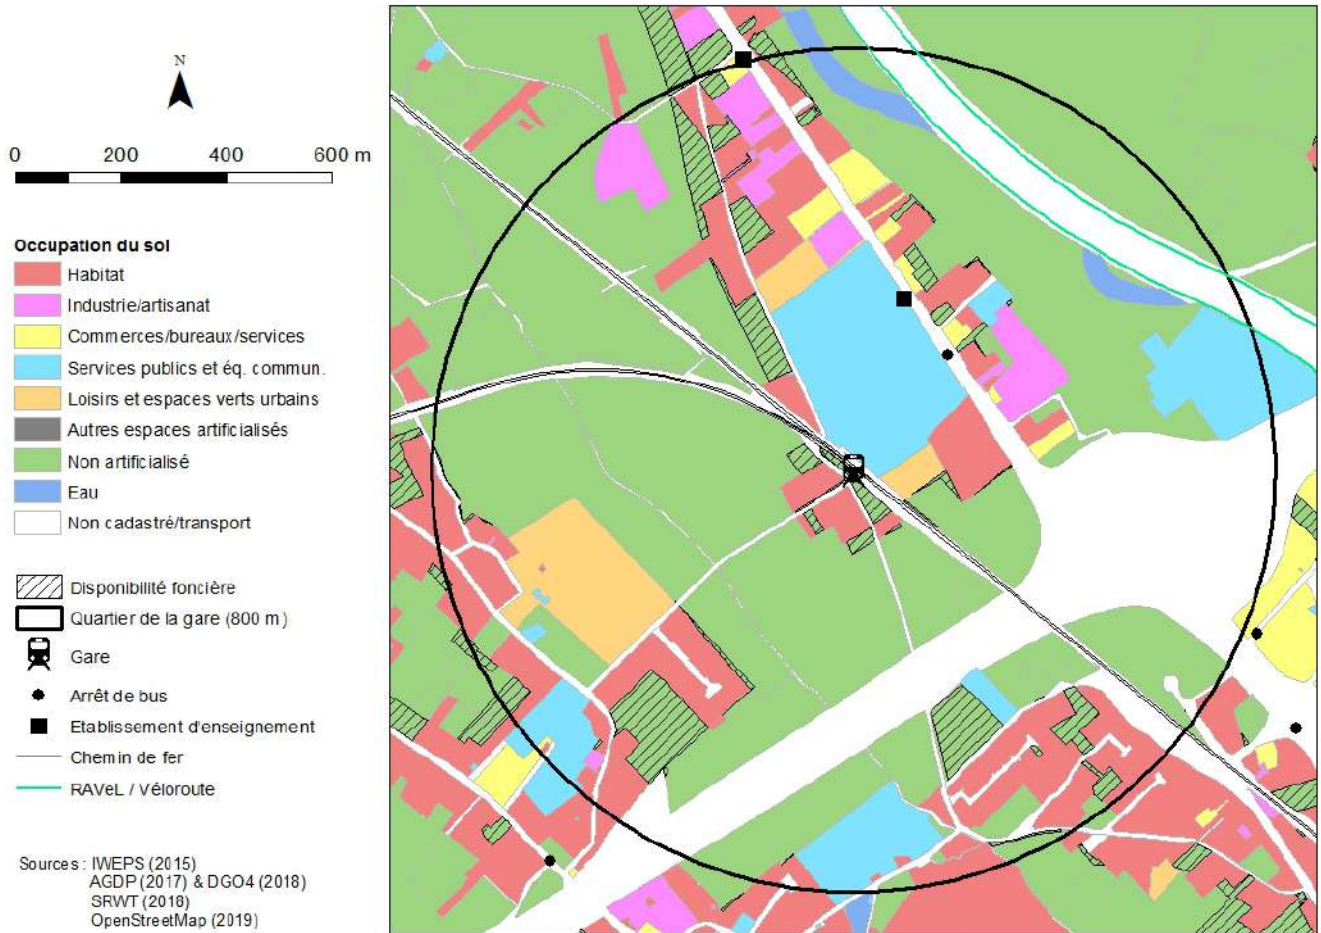 N
0 200 400 600 m
Occupation du sol
Habitat
Industrie/artisanat
Commerces/bureaux/services
Services publics et éq. commun.
Loisirs et espaces verts urbains
Autres espaces artificialisés
Non artificialisé
Eau
Non cadastré/transport
Disponibilité foncière
Quartier de la gare (800 m)
Gare
Arrêt de bus
Etablissement d'enseignement
Chemin de fer
RAVeL / Véloroute
Sources : IWEPS (2015)
AGDP (2017) & DGO4 (2018)
SRWT (2018)
OpenStreetMap (2019)